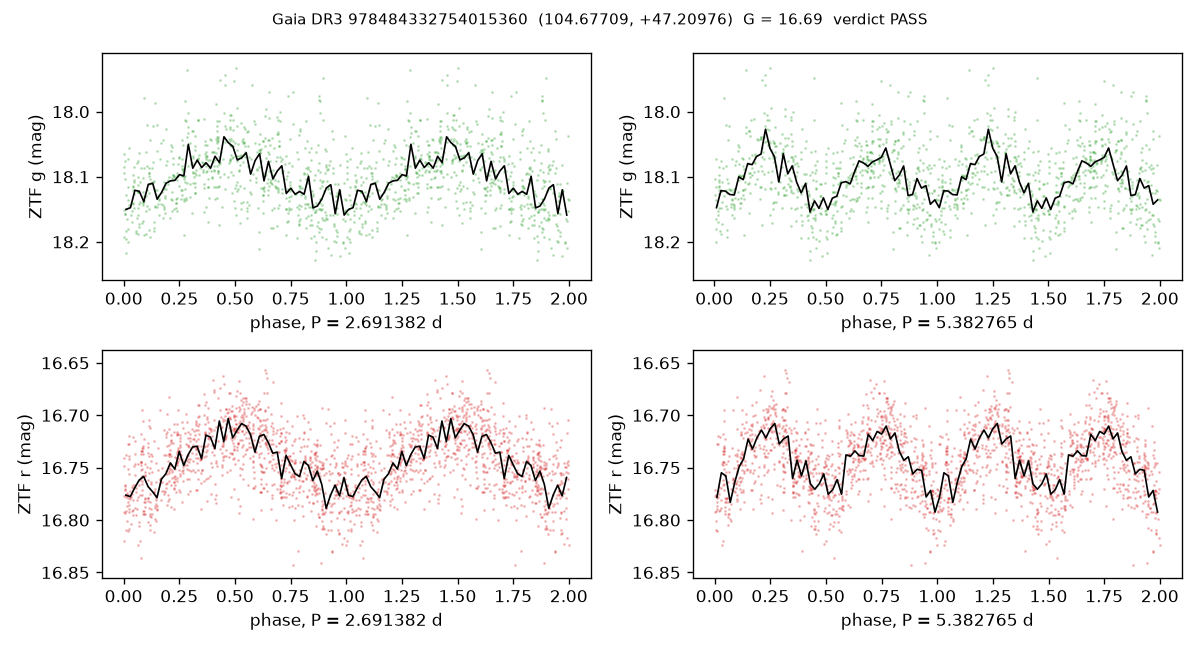 Gaia DR3 978484332754015360  (104.67709, +47.20976)  G = 16.69  verdict PASS
ZTF g (mag)
18.0
18.1
18.2
0.00 0.25 0.50 0.75 1.00 1.25 1.50 1.75 2.00
phase, P = 2.691382 d
ZTF g (mag)
18.0
18.1
18.2
0.00 0.25 0.50 0.75 1.00 1.25 1.50 1.75 2.00
phase, P = 5.382765 d
ZTF r (mag)
16.65
16.70
16.75
16.80
16.85
0.00 0.25 0.50 0.75 1.00 1.25 1.50 1.75 2.00
phase, P = 2.691382 d
ZTF r (mag)
16.65
16.70
16.75
16.80
16.85
0.00 0.25 0.50 0.75 1.00 1.25 1.50 1.75 2.00
phase, P = 5.382765 d